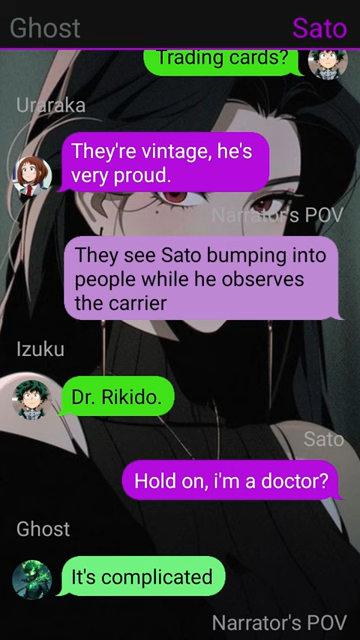 Ghost
Sato
Trading cards?
Uraraka
They're vintage, he's
very proud.
Narrator's POV
They see Sato bumping into
people while he observes
the carrier
Izuku
Dr. Rikido.
Sato
Hold on, i'm a doctor?
Ghost
It's complicated
Narrator's POV